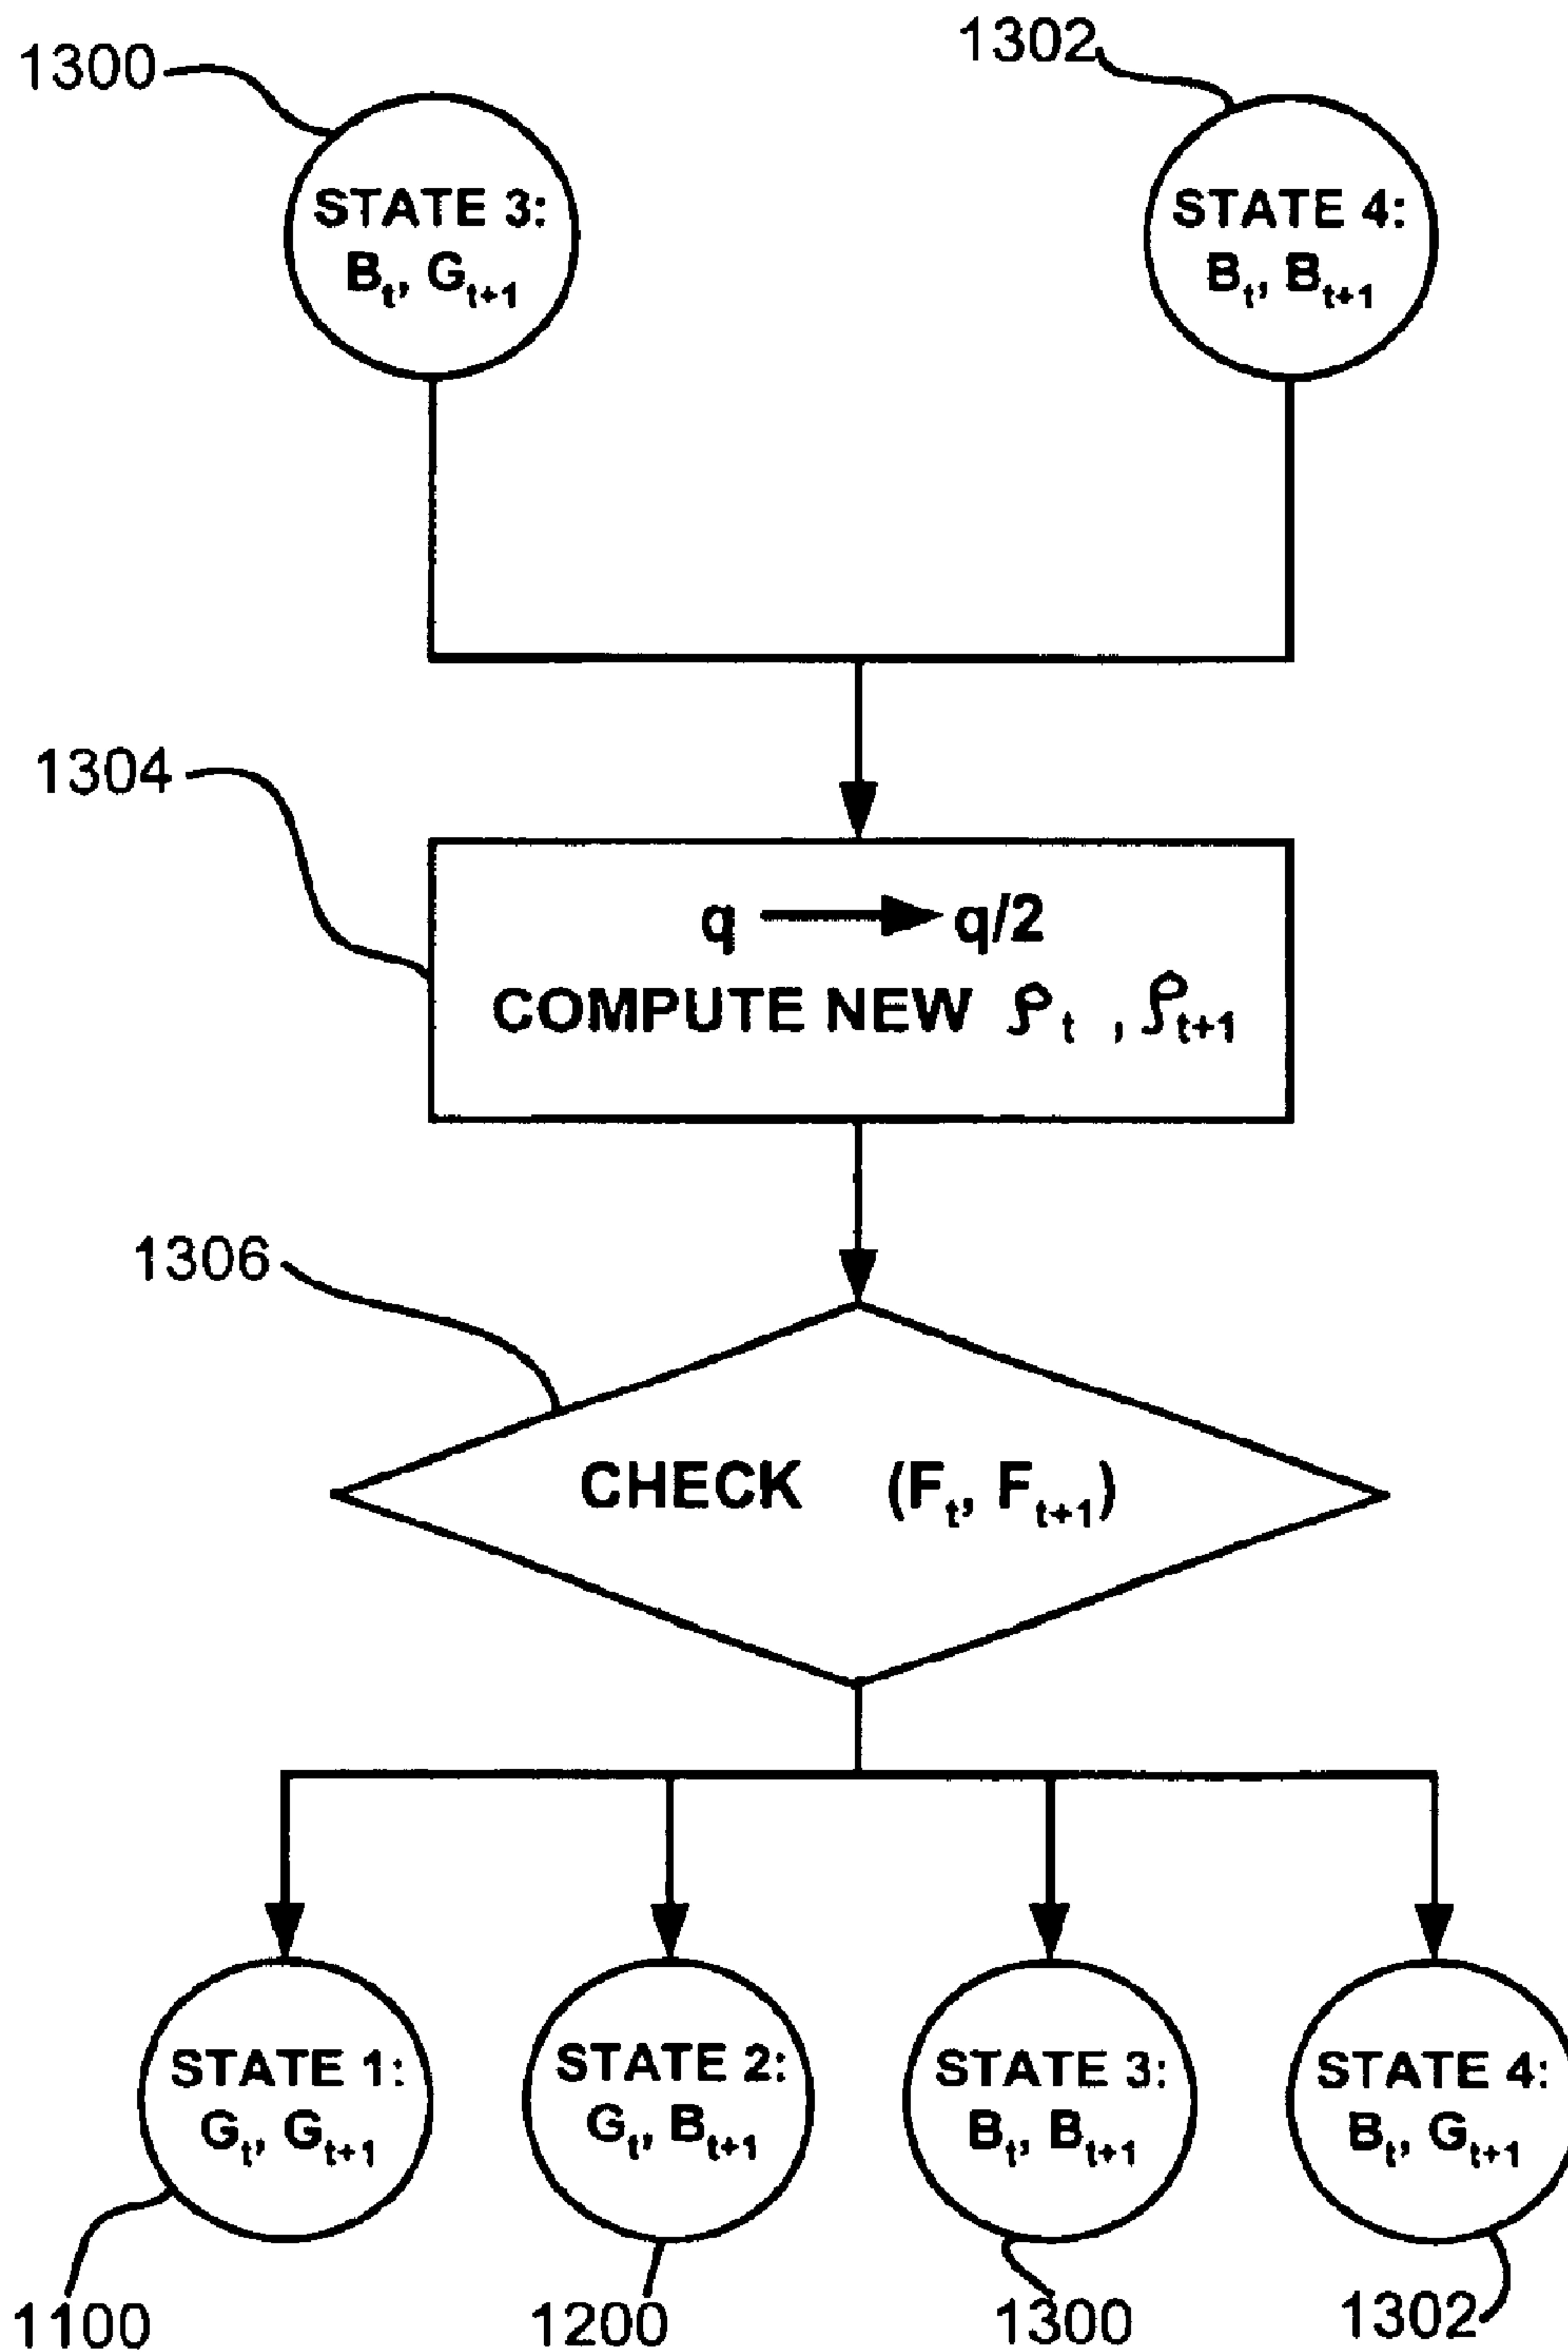 1300
1302
STATE 3:
Bₜ, Gₜ₊₁
STATE 4:
Bₜ, Bₜ₊₁
1304
q → q/2
COMPUTE NEW ρₜ , ρₜ₊₁
1306
CHECK (Fₜ, Fₜ₊₁)
STATE 1:
Gₜ, Gₜ₊₁
STATE 2:
Gₜ, Bₜ₊₁
STATE 3:
Bₜ, Bₜ₊₁
STATE 4:
Bₜ, Gₜ₊₁
1100
1200
1300
1302